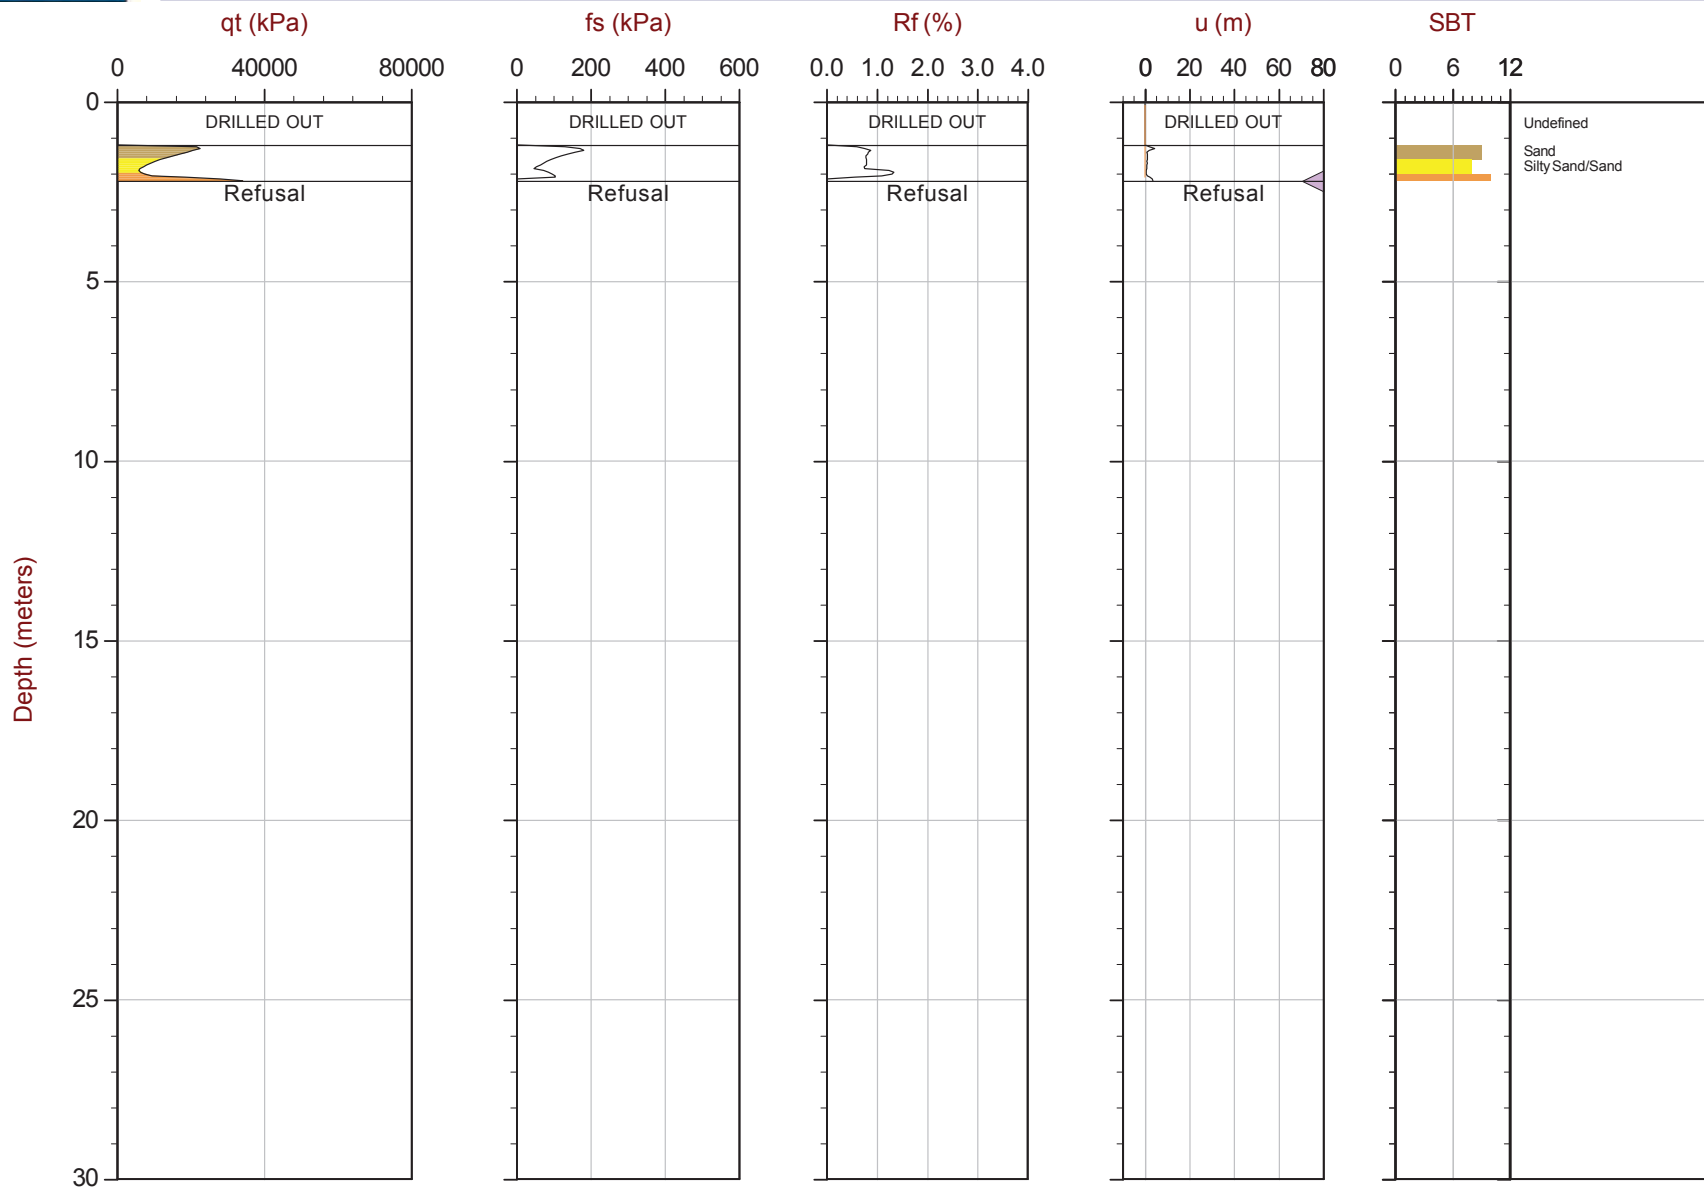 qt (kPa) fs (kPa) Rf (%) u (m) SBT
0 40000 80000 0 200 400 600 0.0 1.0 2.0 3.0 4.0 0 20 40 60 80 0 6 12
0
DRILLED OUT DRILLED OUT DRILLED OUT DRILLED OUT Undefined
Sand
Silty Sand/Sand
Refusal Refusal Refusal Refusal
5
10
15
20
25
30
Depth (meters)